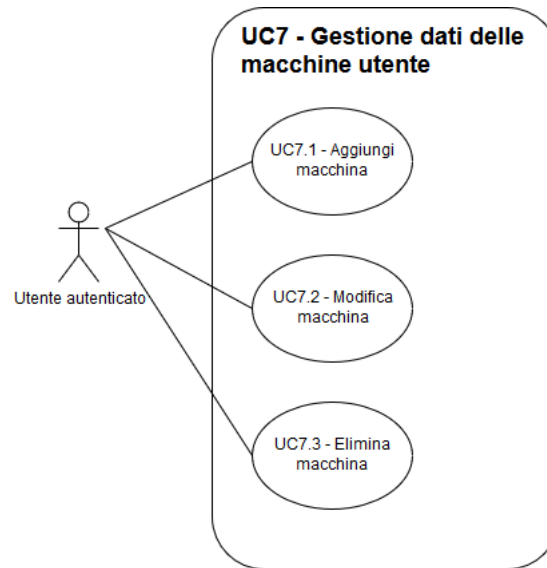 UC7 - Gestione dati delle
macchine utente
UC7.1 - Aggiungi
macchina
Utente autenticato
UC7.2 - Modifica
macchina
UC7.3 - Elimina
macchina